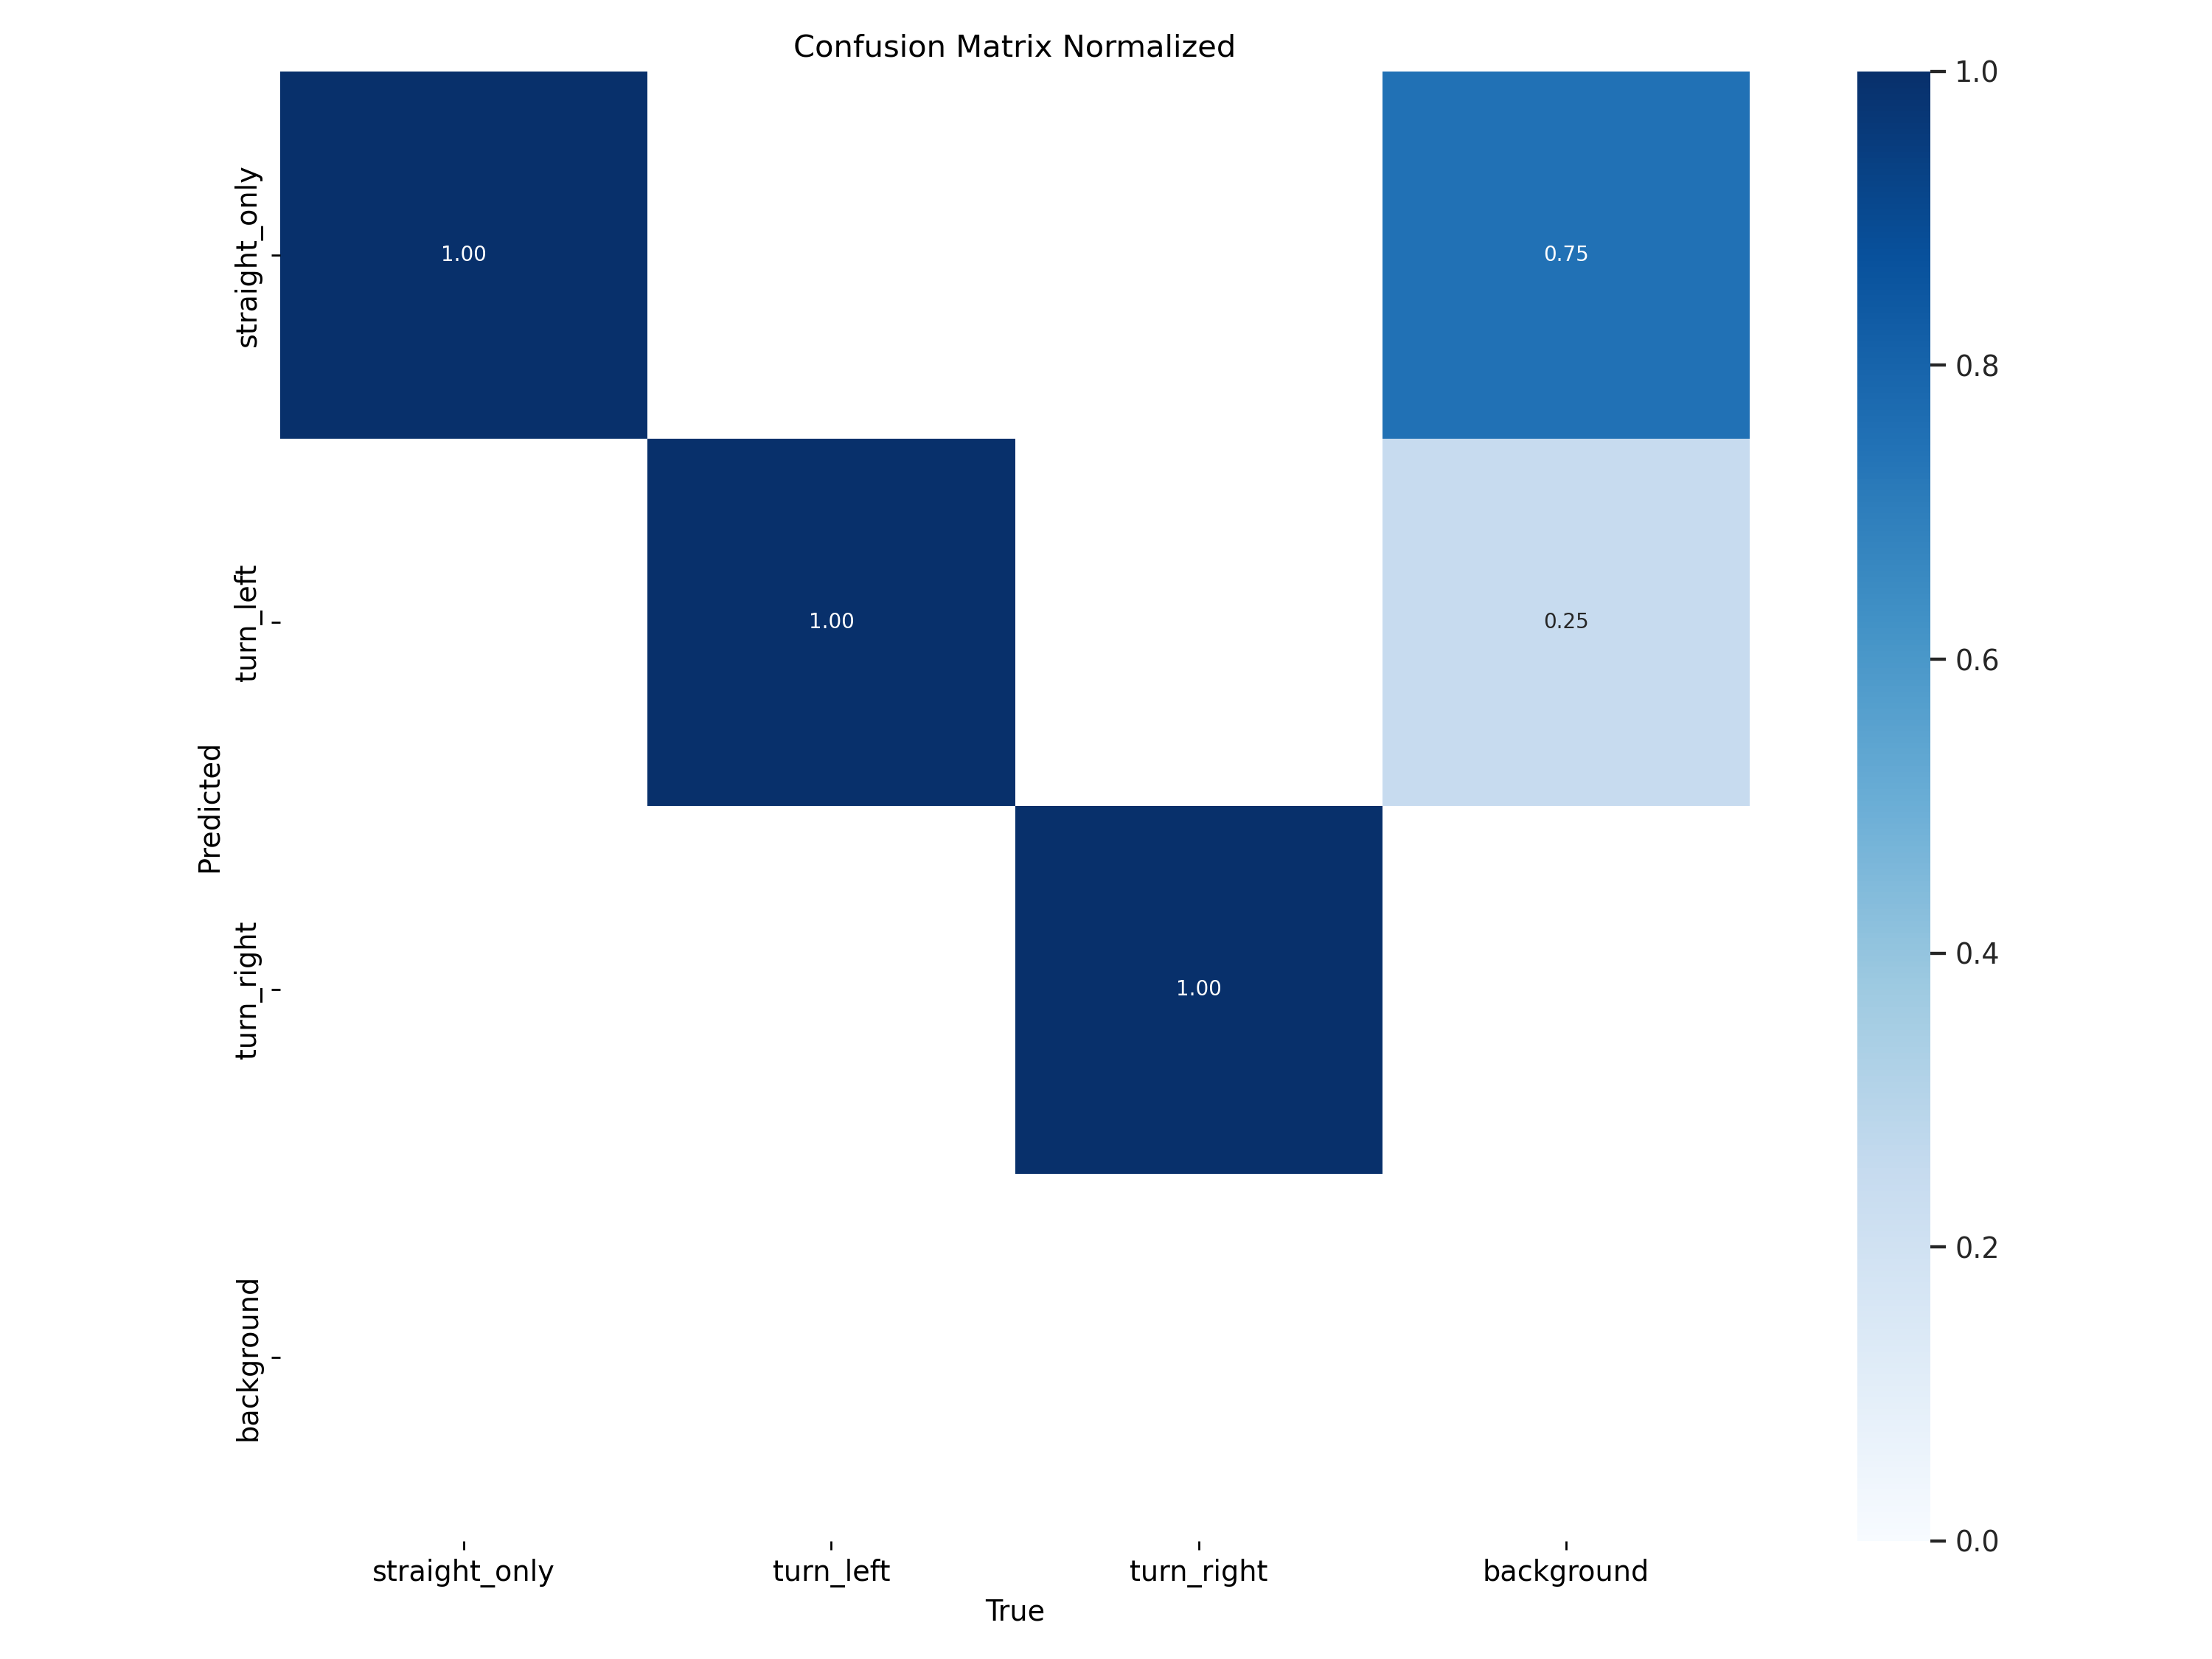 Confusion Matrix Normalized
straight_only
1.00
0.75
turn_left
1.00
0.25
turn_right
1.00
background
Predicted
straight_only
turn_left
turn_right
background
True
1.0
0.8
0.6
0.4
0.2
0.0